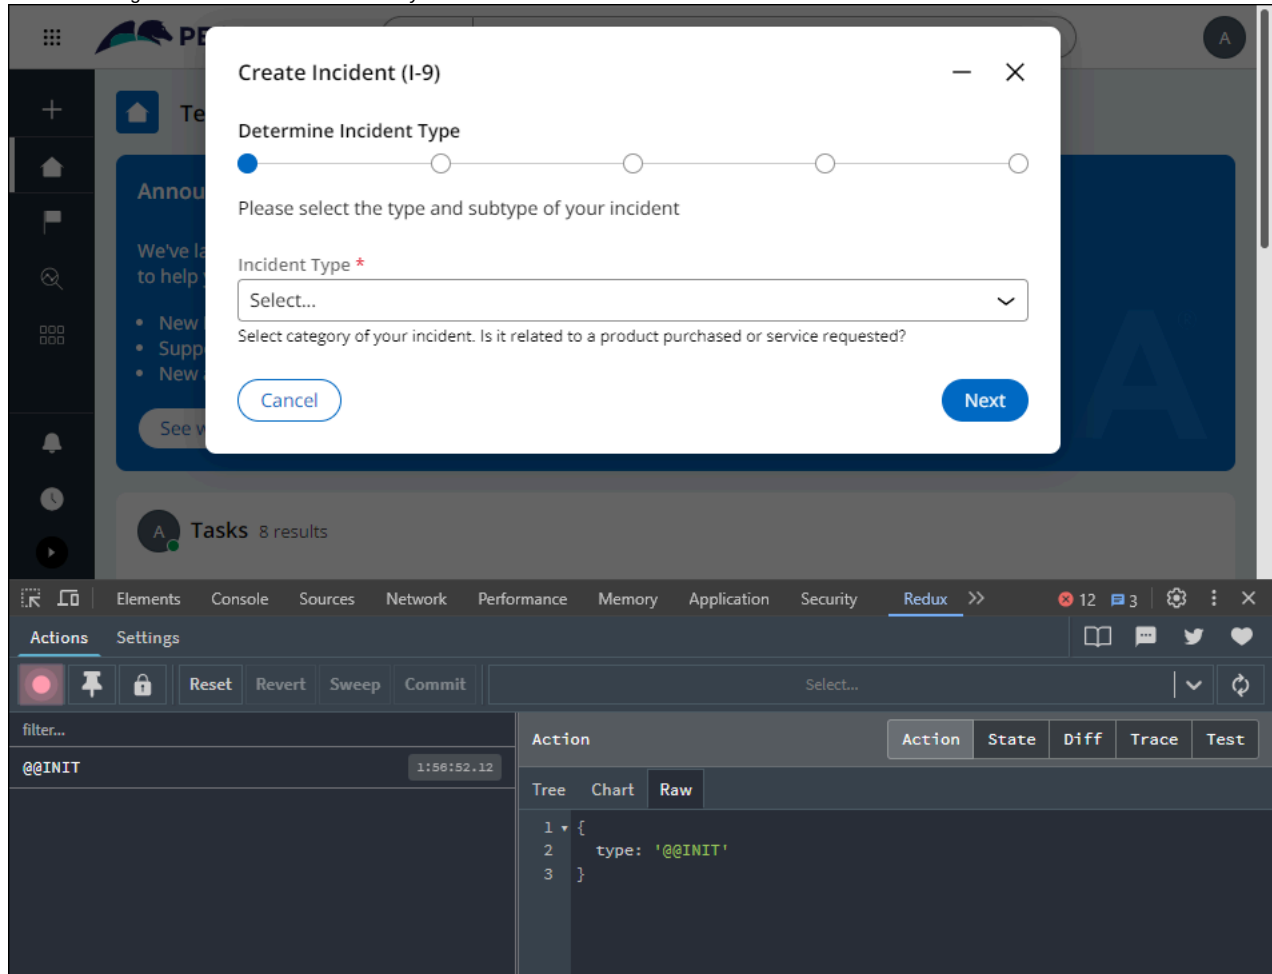 PE
A
Create Incident (I-9)
Te
Determine Incident Type
Annou
Please select the type and subtype of your incident
We've la
to help
Incident Type *
Select...
• New
Select category of your incident. Is it related to a product purchased or service requested?
• Suppo
• New
Cancel
Next
See w
A
A Tasks 8 results
Elements Console Sources Network Performance Memory Application Security Redux 12 3
Actions Settings
Reset Revert Sweep Commit Select...
filter...
Action Action State Diff Trace Test
@@INIT 1:56:52.12
Tree Chart Raw
1 {
2 type: '@@INIT'
3 }